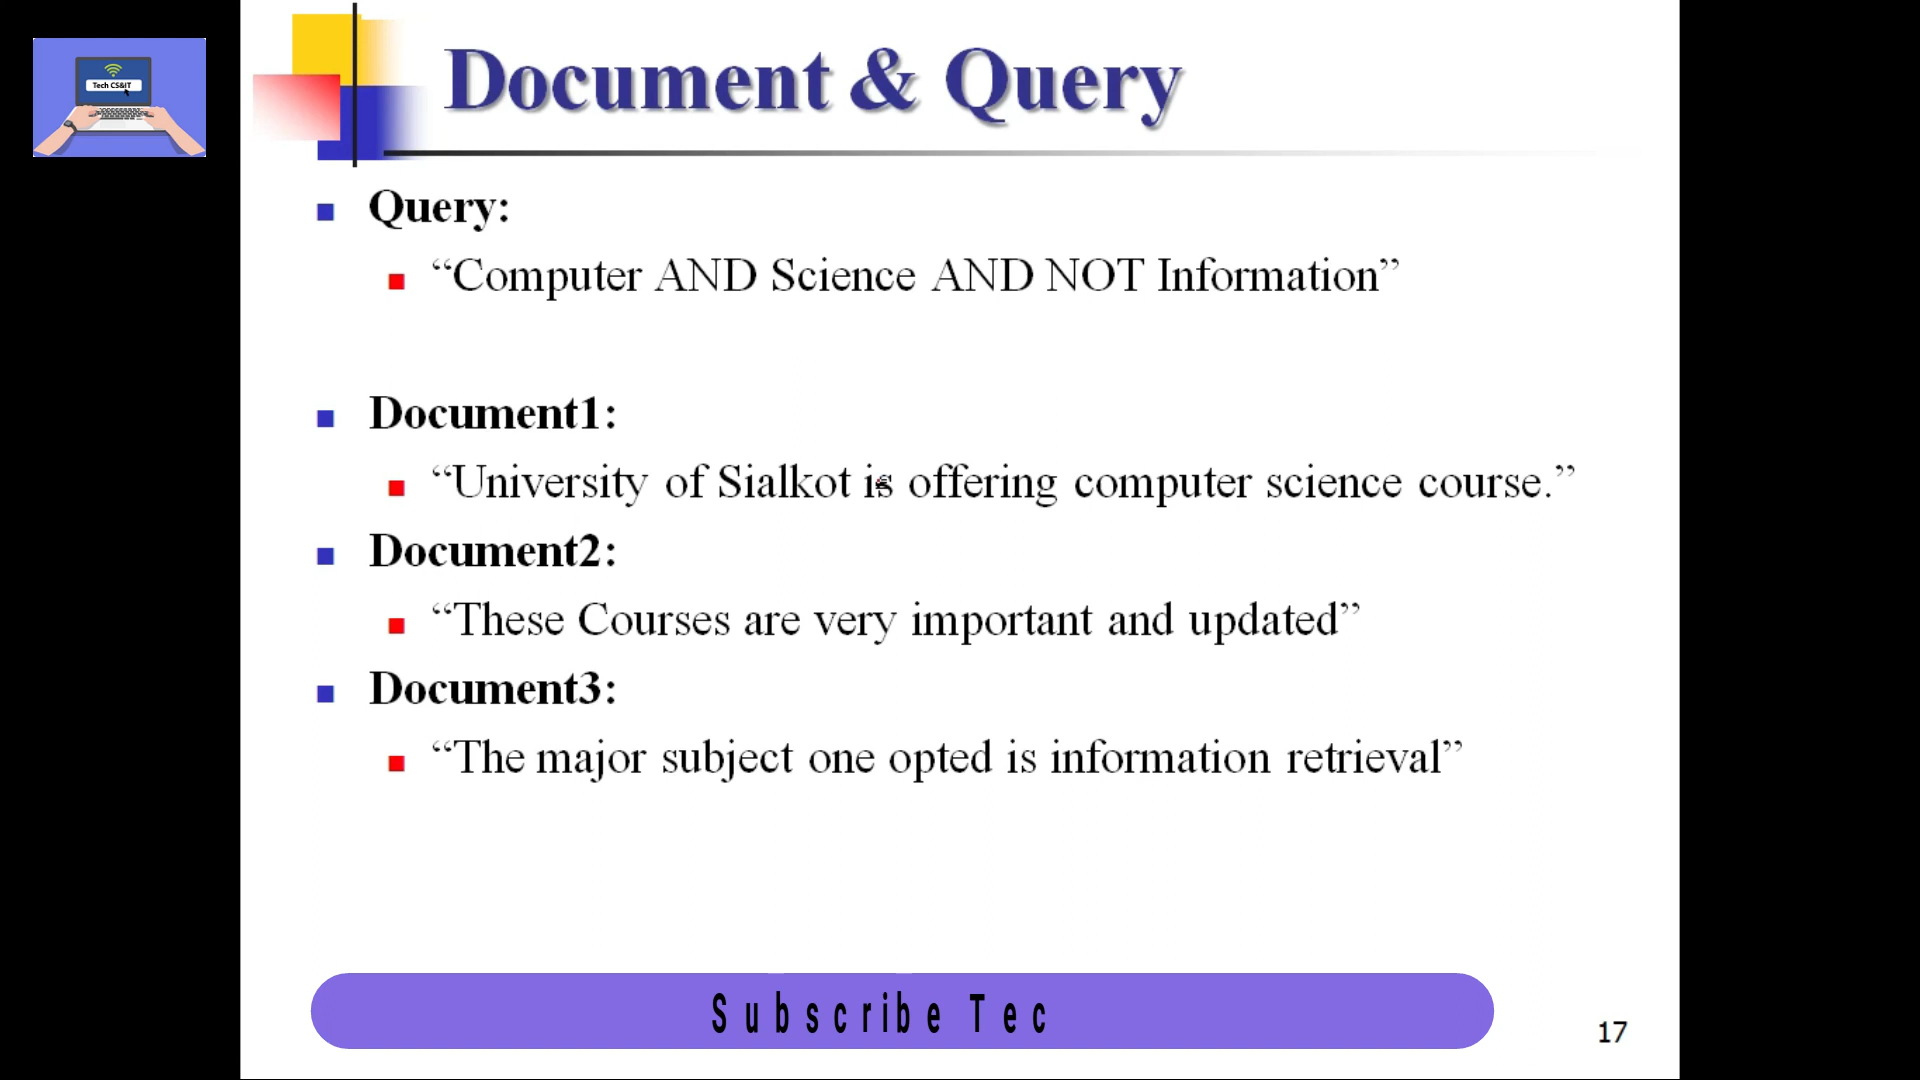 Tech CS&IT
Document & Query
Query:
“Computer AND Science AND NOT Information”
Document1:
“University of Sialkot is offering computer science course.”
Document2:
“These Courses are very important and updated”
Document3:
“The major subject one opted is information retrieval”
Subscribe Tec
17